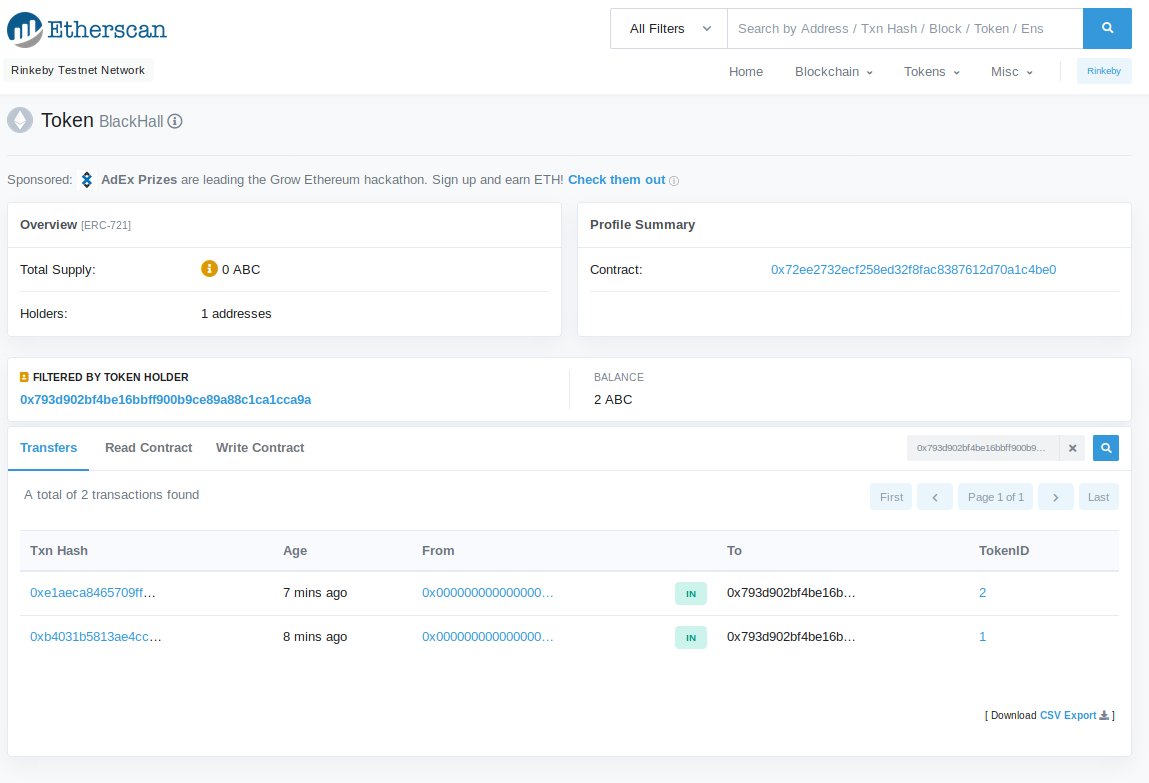 Etherscan
All Filters Search by Address / Txn Hash / Block / Token / Ens
Rinkeby Testnet Network
Home Blockchain Tokens Misc Rinkeby
Token BlackHall
Sponsored: AdEx Prizes are leading the Grow Ethereum hackathon. Sign up and earn ETH! Check them out
Overview [ERC-721]
Total Supply: 0 ABC
Holders: 1 addresses
Profile Summary
Contract: 0x72ee2732ecf258ed32f8fac8387612d70a1c4be0
FILTERED BY TOKEN HOLDER
0x793d902bf4be16bbff900b9ce89a88c1ca1cca9a
BALANCE
2 ABC
Transfers Read Contract Write Contract 0x793d902bf4be16bbff900b9...
A total of 2 transactions found First Page 1 of 1 Last
Txn Hash Age From To TokenID
0xe1aeca8465709ff... 7 mins ago 0x000000000000000... IN 0x793d902bf4be16b... 2
0xb4031b5813ae4cc... 8 mins ago 0x000000000000000... IN 0x793d902bf4be16b... 1
[ Download CSV Export ]